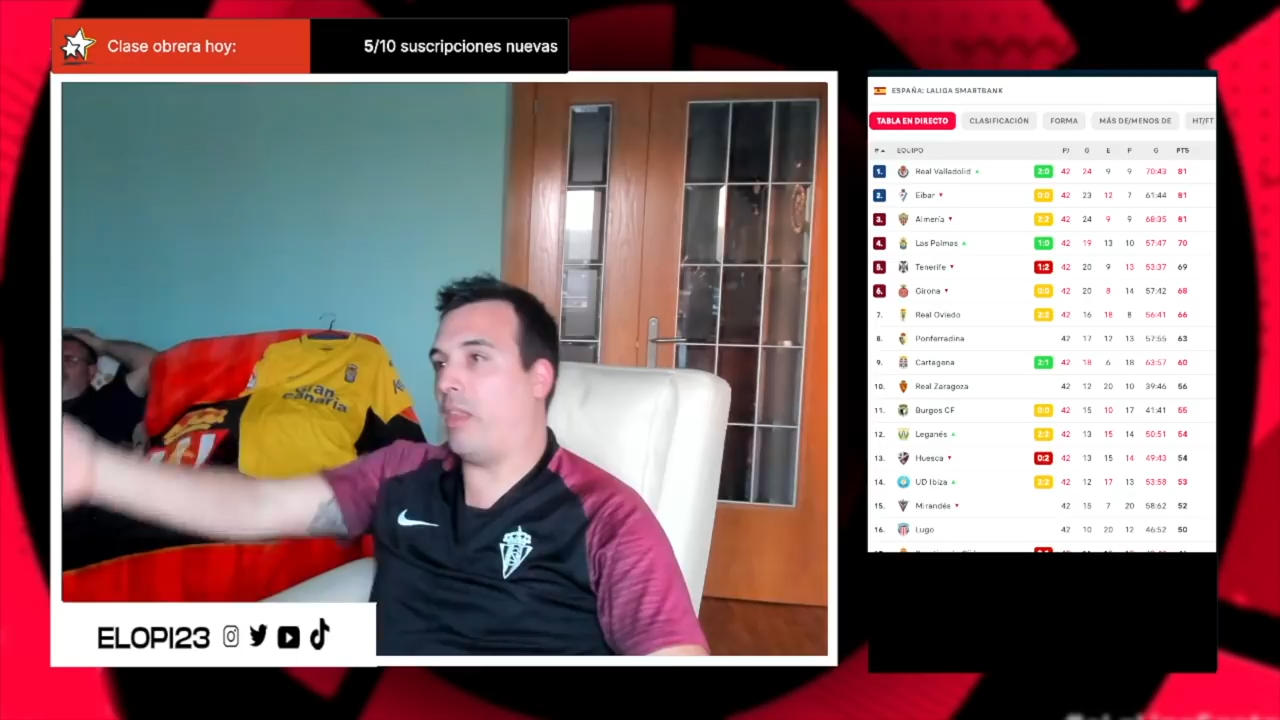 Clase obrera hoy:
5/10 suscripciones nuevas
Gran
canaria
ELOPI23
ESPAÑA: LALIGA SMARTBANK
TABLA EN DIRECTO CLASIFICACIÓN FORMA MÁS DE/MENOS DE HT/FT
# EQUIPO PJ G E P G PTS
1. Real Valladolid 2:0 42 24 9 9 70:43 81
2. Eibar 0:0 42 23 12 7 61:44 81
3. Almería 2:2 42 24 9 9 68:35 81
4. Las Palmas 1:0 42 19 13 10 57:47 70
5. Tenerife 1:2 42 20 9 13 53:37 69
6. Girona 0:0 42 20 8 14 57:42 68
7. Real Oviedo 2:2 42 16 18 8 56:41 66
8. Ponferradina 42 17 12 13 57:55 63
9. Cartagena 2:1 42 18 6 18 63:57 60
10. Real Zaragoza 42 12 20 10 39:46 56
11. Burgos CF 0:0 42 15 10 17 41:41 55
12. Leganés 2:2 42 13 15 14 50:51 54
13. Huesca 0:2 42 13 15 14 49:43 54
14. UD Ibiza 2:2 42 12 17 13 53:58 53
15. Mirandés 42 15 7 20 58:62 52
16. Lugo 42 10 20 12 46:52 50